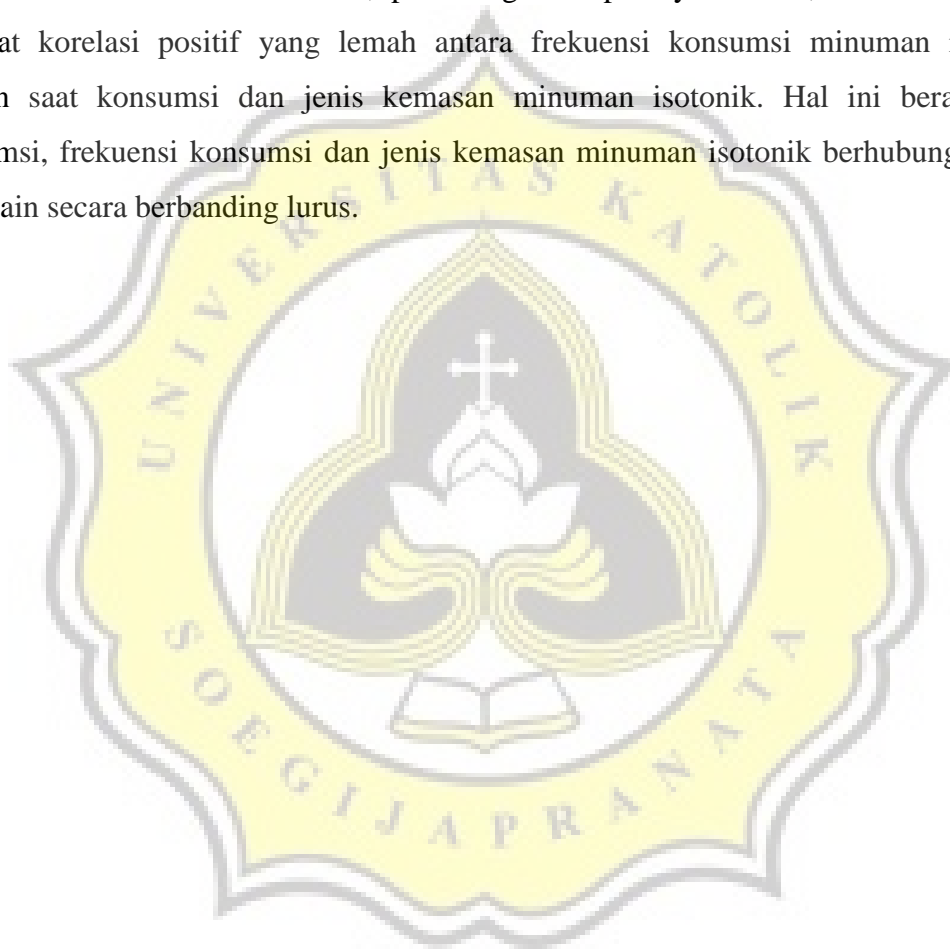 at korelasi positif yang lemah antara frekuensi konsumsi minuman
saat konsumsi dan jenis kemasan minuman isotonik. Hal ini bera
msi, frekuensi konsumsi dan jenis kemasan minuman isotonik berhubung
ain secara berbanding lurus.
UNIVERSITAS KATOLIK
SOEGIJAPRANATA